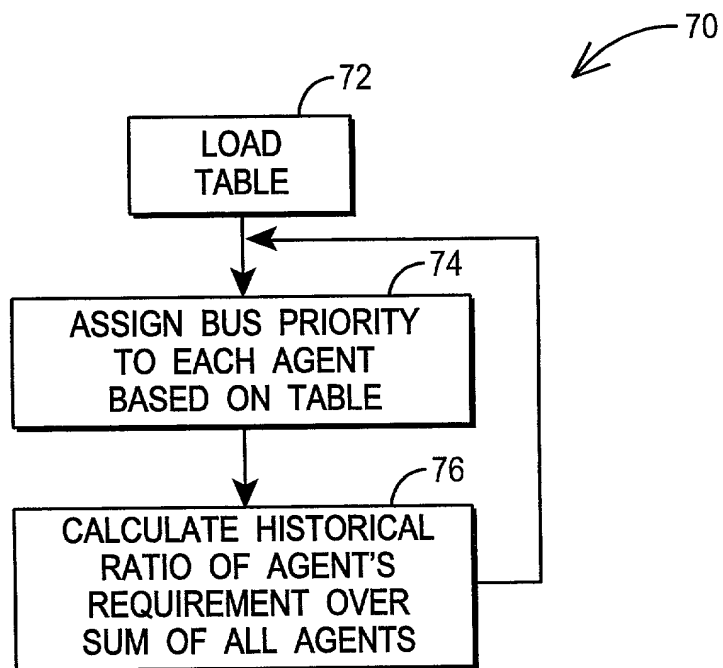 70
72
LOAD
TABLE
74
ASSIGN BUS PRIORITY
TO EACH AGENT
BASED ON TABLE
76
CALCULATE HISTORICAL
RATIO OF AGENT'S
REQUIREMENT OVER
SUM OF ALL AGENTS